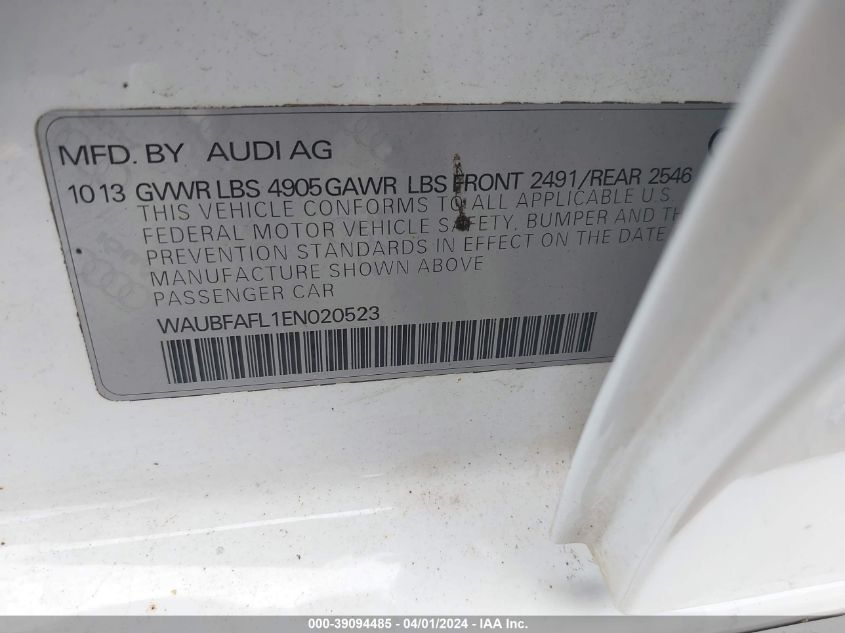 MFD. BY AUDI AG
10 13 GVWR LBS 4905 GAWR LBS FRONT 2491/REAR 2546
THIS VEHICLE CONFORMS TO ALL APPLICABLE U.S.
FEDERAL MOTOR VEHICLE SAFETY, BUMPER AND
PREVENTION STANDARDS IN EFFECT ON THE DATE
MANUFACTURE SHOWN ABOVE
PASSENGER CAR
WAUBFAFL1EN020523
000-39094485 - 04/01/2024 - IAA Inc.